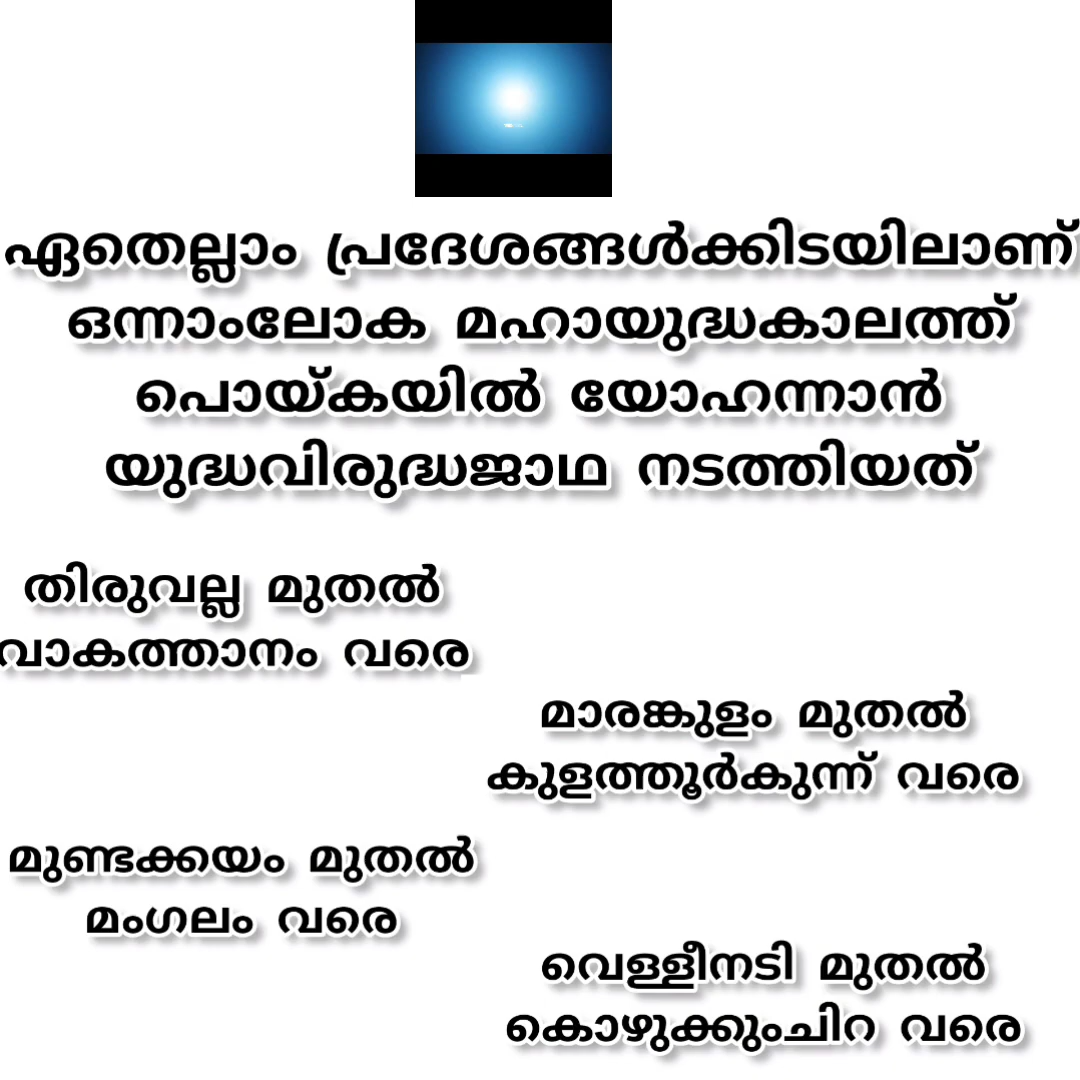 ഏതെല്ലാം പ്രദേശങ്ങൾക്കിടയിലാണ്
ഒന്നാംലോക മഹായുദ്ധകാലത്ത്
പൊയ്കയിൽ യോഹന്നാൻ
യുദ്ധവിരുദ്ധജാഥ നടത്തിയത്
തിരുവല്ല മുതൽ
വാകത്താനം വരെ
മാരങ്കുളം മുതൽ
കുളത്തൂർകുന്ന് വരെ
മുണ്ടക്കയം മുതൽ
മംഗലം വരെ
വെള്ളീനടി മുതൽ
കൊഴുക്കുംചിറ വരെ